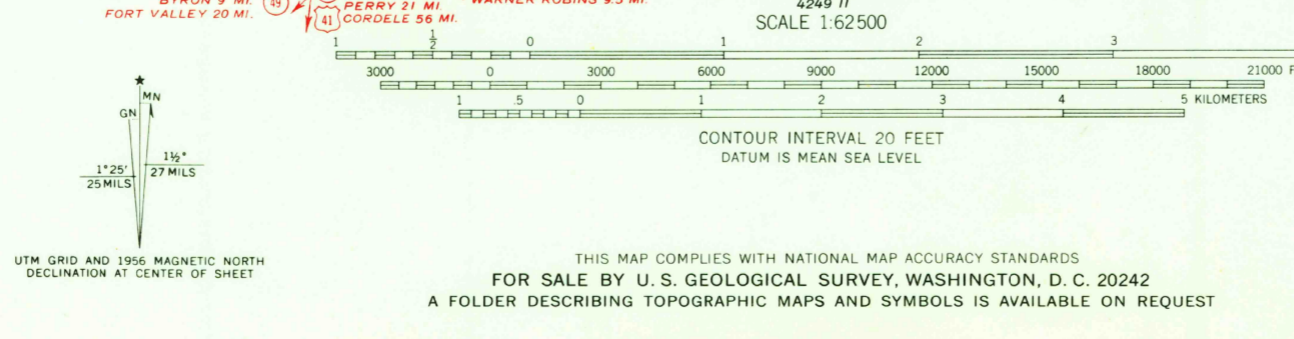 BYRON 9 MI.
FORT VALLEY 20 MI.
49
41
PERRY 21 MI.
CORDELE 56 MI.
WARNER ROBINS 9.5 MI.
4249 II
SCALE 1:62500
1 ½ 0 1 2 3
3000 0 3000 6000 9000 12000 15000 18000 21000 F
1 .5 0 1 2 3 4 5 KILOMETERS
CONTOUR INTERVAL 20 FEET
DATUM IS MEAN SEA LEVEL
★
MN
GN
1°25'
25 MILS
1½°
27 MILS
UTM GRID AND 1956 MAGNETIC NORTH
DECLINATION AT CENTER OF SHEET
THIS MAP COMPLIES WITH NATIONAL MAP ACCURACY STANDARDS
FOR SALE BY U. S. GEOLOGICAL SURVEY, WASHINGTON, D. C. 20242
A FOLDER DESCRIBING TOPOGRAPHIC MAPS AND SYMBOLS IS AVAILABLE ON REQUEST